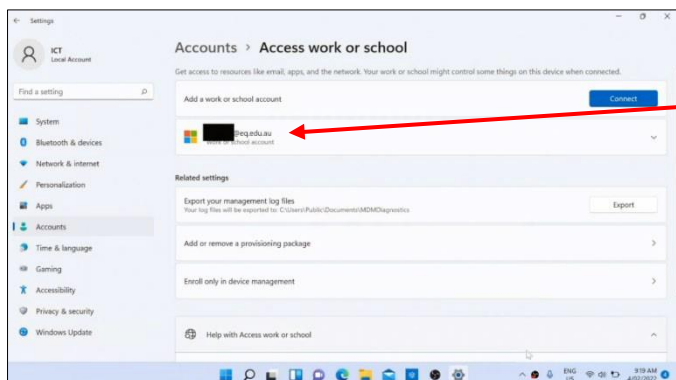 Settings
ICT
Local Account
Find a setting
System
Bluetooth & devices
Network & internet
Personalization
Apps
Accounts
Time & language
Gaming
Accessibility
Privacy & security
Windows Update
Accounts > Access work or school
Get access to resources like email, apps, and the network. Your work or school might control some things on this device when connected.
Add a work or school account
Connect
@eq.edu.au
Work or school account
Related settings
Export your management log files
Your log files will be exported to: C:\Users\Public\Documents\MDMDiagnostics
Export
Add or remove a provisioning package
Enroll only in device management
Help with Access work or school
ENG
US
9:19 AM
4/02/2022